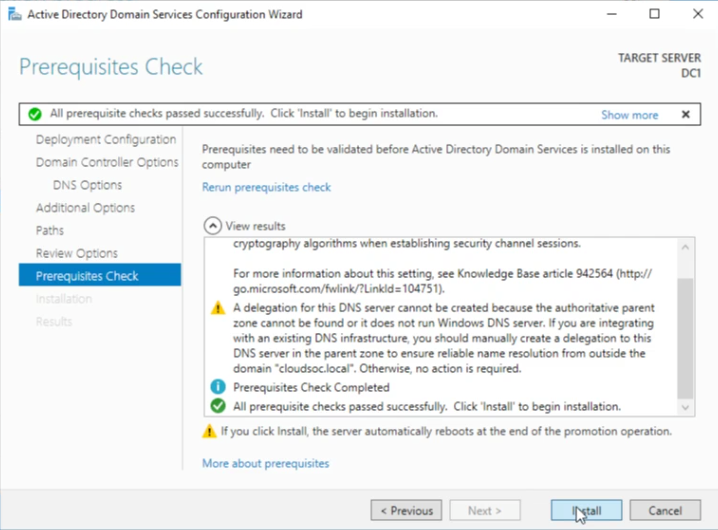 Active Directory Domain Services Configuration Wizard
Prerequisites Check
TARGET SERVER
DC1
All prerequisite checks passed successfully. Click 'Install' to begin installation.
Show more
Deployment Configuration
Domain Controller Options
DNS Options
Additional Options
Paths
Review Options
Prerequisites Check
Installation
Results
Prerequisites need to be validated before Active Directory Domain Services is installed on this
computer
Rerun prerequisites check
View results
cryptography algorithms when establishing security channel sessions.
For more information about this setting, see Knowledge Base article 942564 (http://
go.microsoft.com/fwlink/?LinkId=104751).
A delegation for this DNS server cannot be created because the authoritative parent
zone cannot be found or it does not run Windows DNS server. If you are integrating
with an existing DNS infrastructure, you should manually create a delegation to this
DNS server in the parent zone to ensure reliable name resolution from outside the
domain "cloudsoc.local". Otherwise, no action is required.
Prerequisites Check Completed
All prerequisite checks passed successfully. Click 'Install' to begin installation.
If you click Install, the server automatically reboots at the end of the promotion operation.
More about prerequisites
< Previous
Next >
Install
Cancel